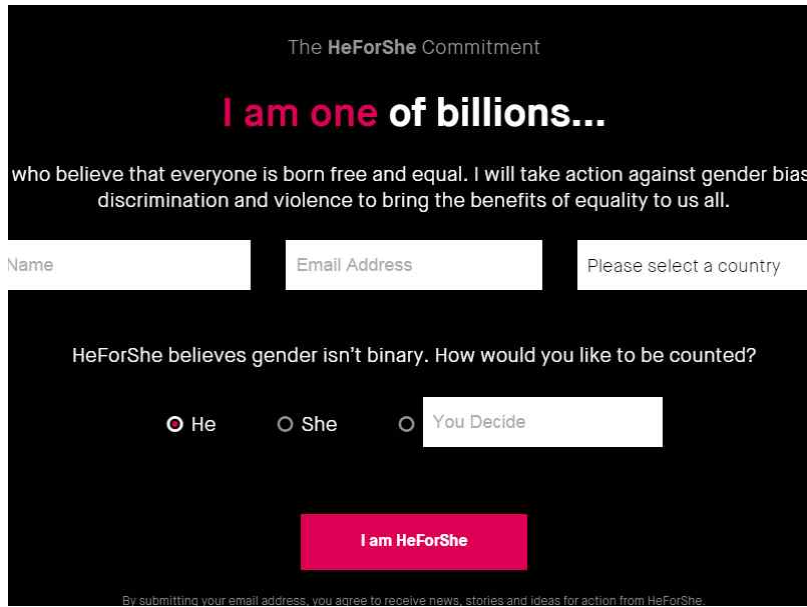 The HeForShe Commitment
I am one of billions...
who believe that everyone is born free and equal. I will take action against gender bias
discrimination and violence to bring the benefits of equality to us all.
Name
Email Address
Please select a country
HeForShe believes gender isn't binary. How would you like to be counted?
He
She
You Decide
I am HeForShe
By submitting your email address, you agree to receive news, stories and ideas for action from HeForShe.